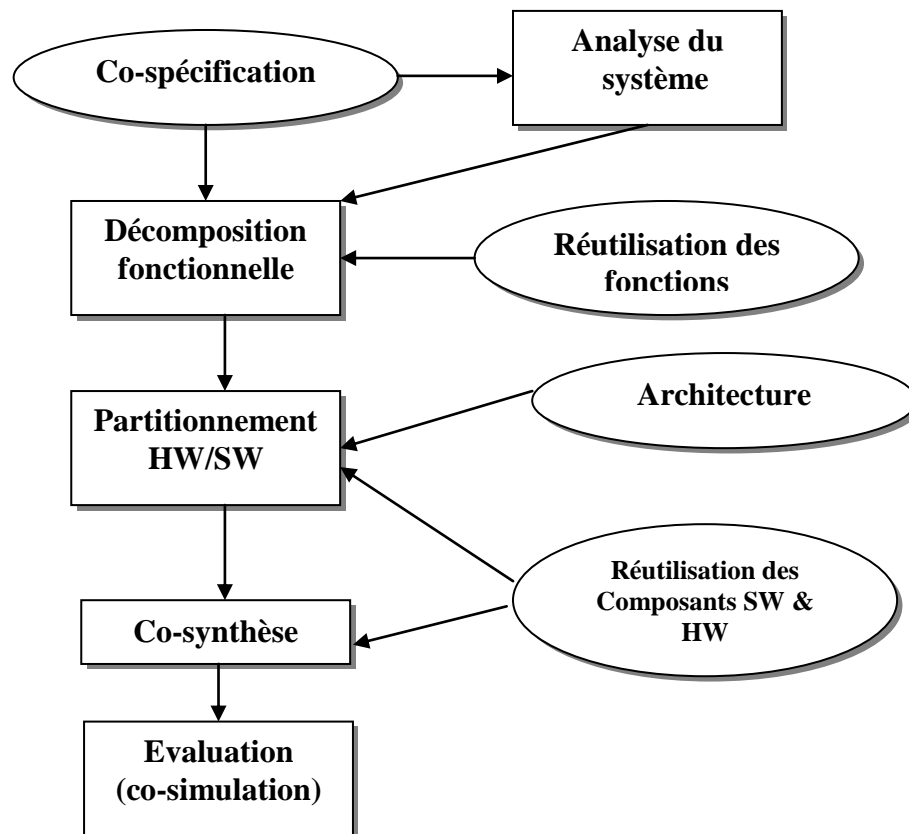 Co-spécification
Analyse du
système
Décomposition
fonctionnelle
Réutilisation des
fonctions
Partitionnement
HW/SW
Architecture
Réutilisation des
Composants SW &
HW
Co-synthèse
Evaluation
(co-simulation)